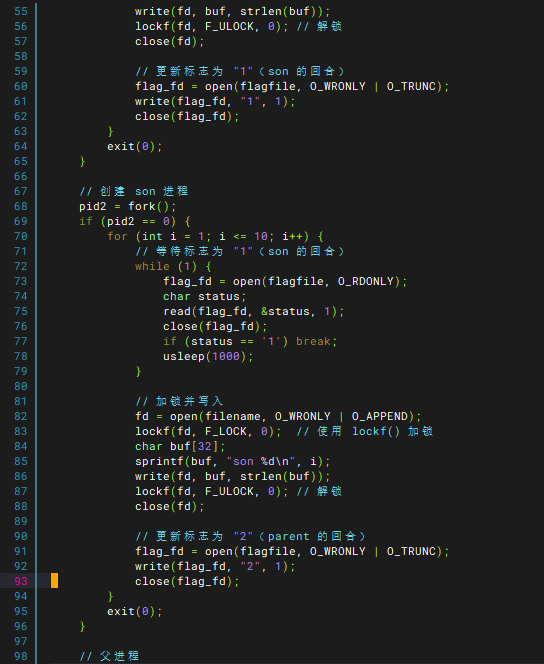 55 write(fd, buf, strlen(buf));
56 lockf(fd, F_ULOCK, 0); // 解锁
57 close(fd);
58
59 // 更新标志为 "1"（son 的回合）
60 flag_fd = open(flagfile, O_WRONLY | O_TRUNC);
61 write(flag_fd, "1", 1);
62 close(flag_fd);
63 }
64 exit(0);
65 }
66
67 // 创建 son 进程
68 pid2 = fork();
69 if (pid2 == 0) {
70 for (int i = 1; i <= 10; i++) {
71 // 等待标志为 "1"（son 的回合）
72 while (1) {
73 flag_fd = open(flagfile, O_RDONLY);
74 char status;
75 read(flag_fd, &status, 1);
76 close(flag_fd);
77 if (status == '1') break;
78 usleep(1000);
79 }
80
81 // 加锁并写入
82 fd = open(filename, O_WRONLY | O_APPEND);
83 lockf(fd, F_LOCK, 0); // 使用 lockf() 加锁
84 char buf[32];
85 sprintf(buf, "son %d\n", i);
86 write(fd, buf, strlen(buf));
87 lockf(fd, F_ULOCK, 0); // 解锁
88 close(fd);
89
90 // 更新标志为 "2"（parent 的回合）
91 flag_fd = open(flagfile, O_WRONLY | O_TRUNC);
92 write(flag_fd, "2", 1);
93 close(flag_fd);
94 }
95 exit(0);
96 }
97
98 // 父进程